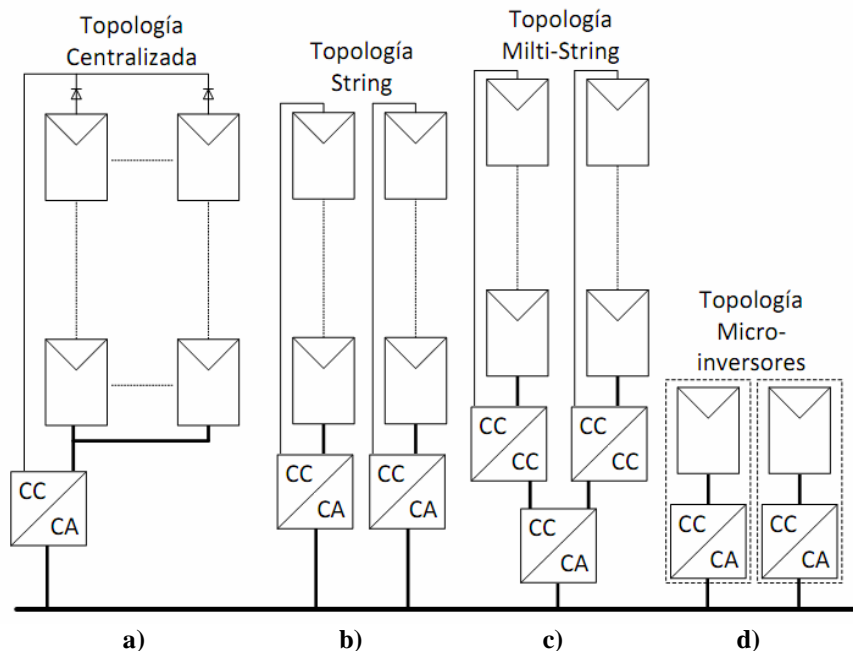 Topología
Centralizada
Topología
String
Topología
Milti-String
Topología
Micro-
inversores
CC
CA
CC
CA
CC
CA
CC
CC
CC
CC
CC
CA
CC
CA
CC
CA
a)
b)
c)
d)